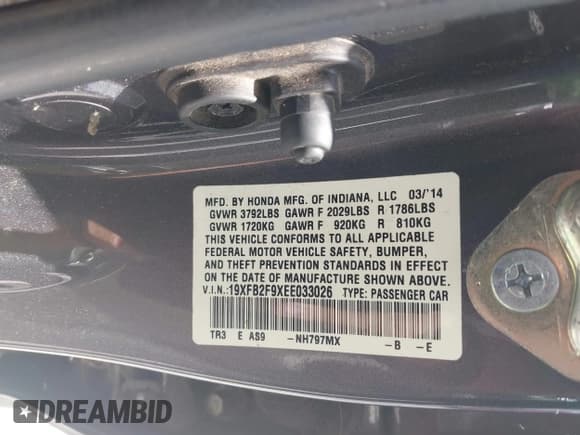 MFD. BY HONDA MFG. OF INDIANA, LLC 03/'14
GVWR 3792LBS GAWR F 2029LBS R 1786LBS
GVWR 1720KG GAWR F 920KG R 810KG
THIS VEHICLE CONFORMS TO ALL APPLICABLE
FEDERAL MOTOR VEHICLE SAFETY, BUMPER,
AND THEFT PREVENTION STANDARDS IN EFFECT
ON THE DATE OF MANUFACTURE SHOWN ABOVE.
V.I.N.:19XFB2F9XEE033026 TYPE: PASSENGER CAR
TR3 E AS9 -NH797MX -B -E
DREAMBID